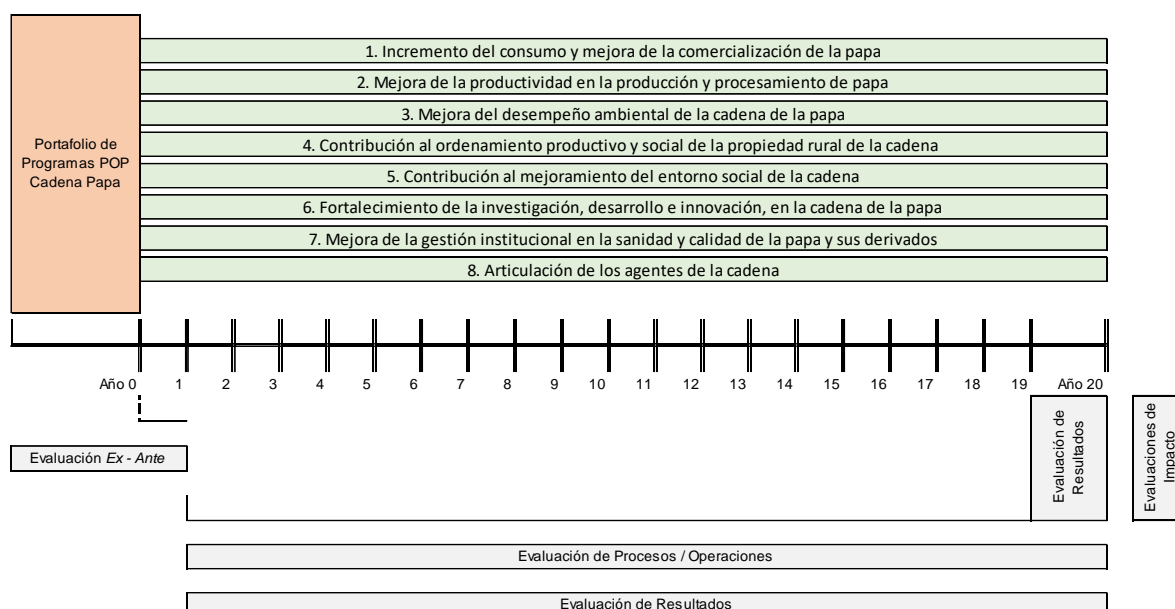 Portafolio de
Programas POP
Cadena Papa
1. Incremento del consumo y mejora de la comercialización de la papa
2. Mejora de la productividad en la producción y procesamiento de papa
3. Mejora del desempeño ambiental de la cadena de la papa
4. Contribución al ordenamiento productivo y social de la propiedad rural de la cadena
5. Contribución al mejoramiento del entorno social de la cadena
6. Fortalecimiento de la investigación, desarrollo e innovación, en la cadena de la papa
7. Mejora de la gestión institucional en la sanidad y calidad de la papa y sus derivados
8. Articulación de los agentes de la cadena
Año 0 1 2 3 4 5 6 7 8 9 10 11 12 13 14 15 16 17 18 19 Año 20
Evaluación Ex - Ante
Evaluación de
Resultados
Evaluaciones de
Impacto
Evaluación de Procesos / Operaciones
Evaluación de Resultados